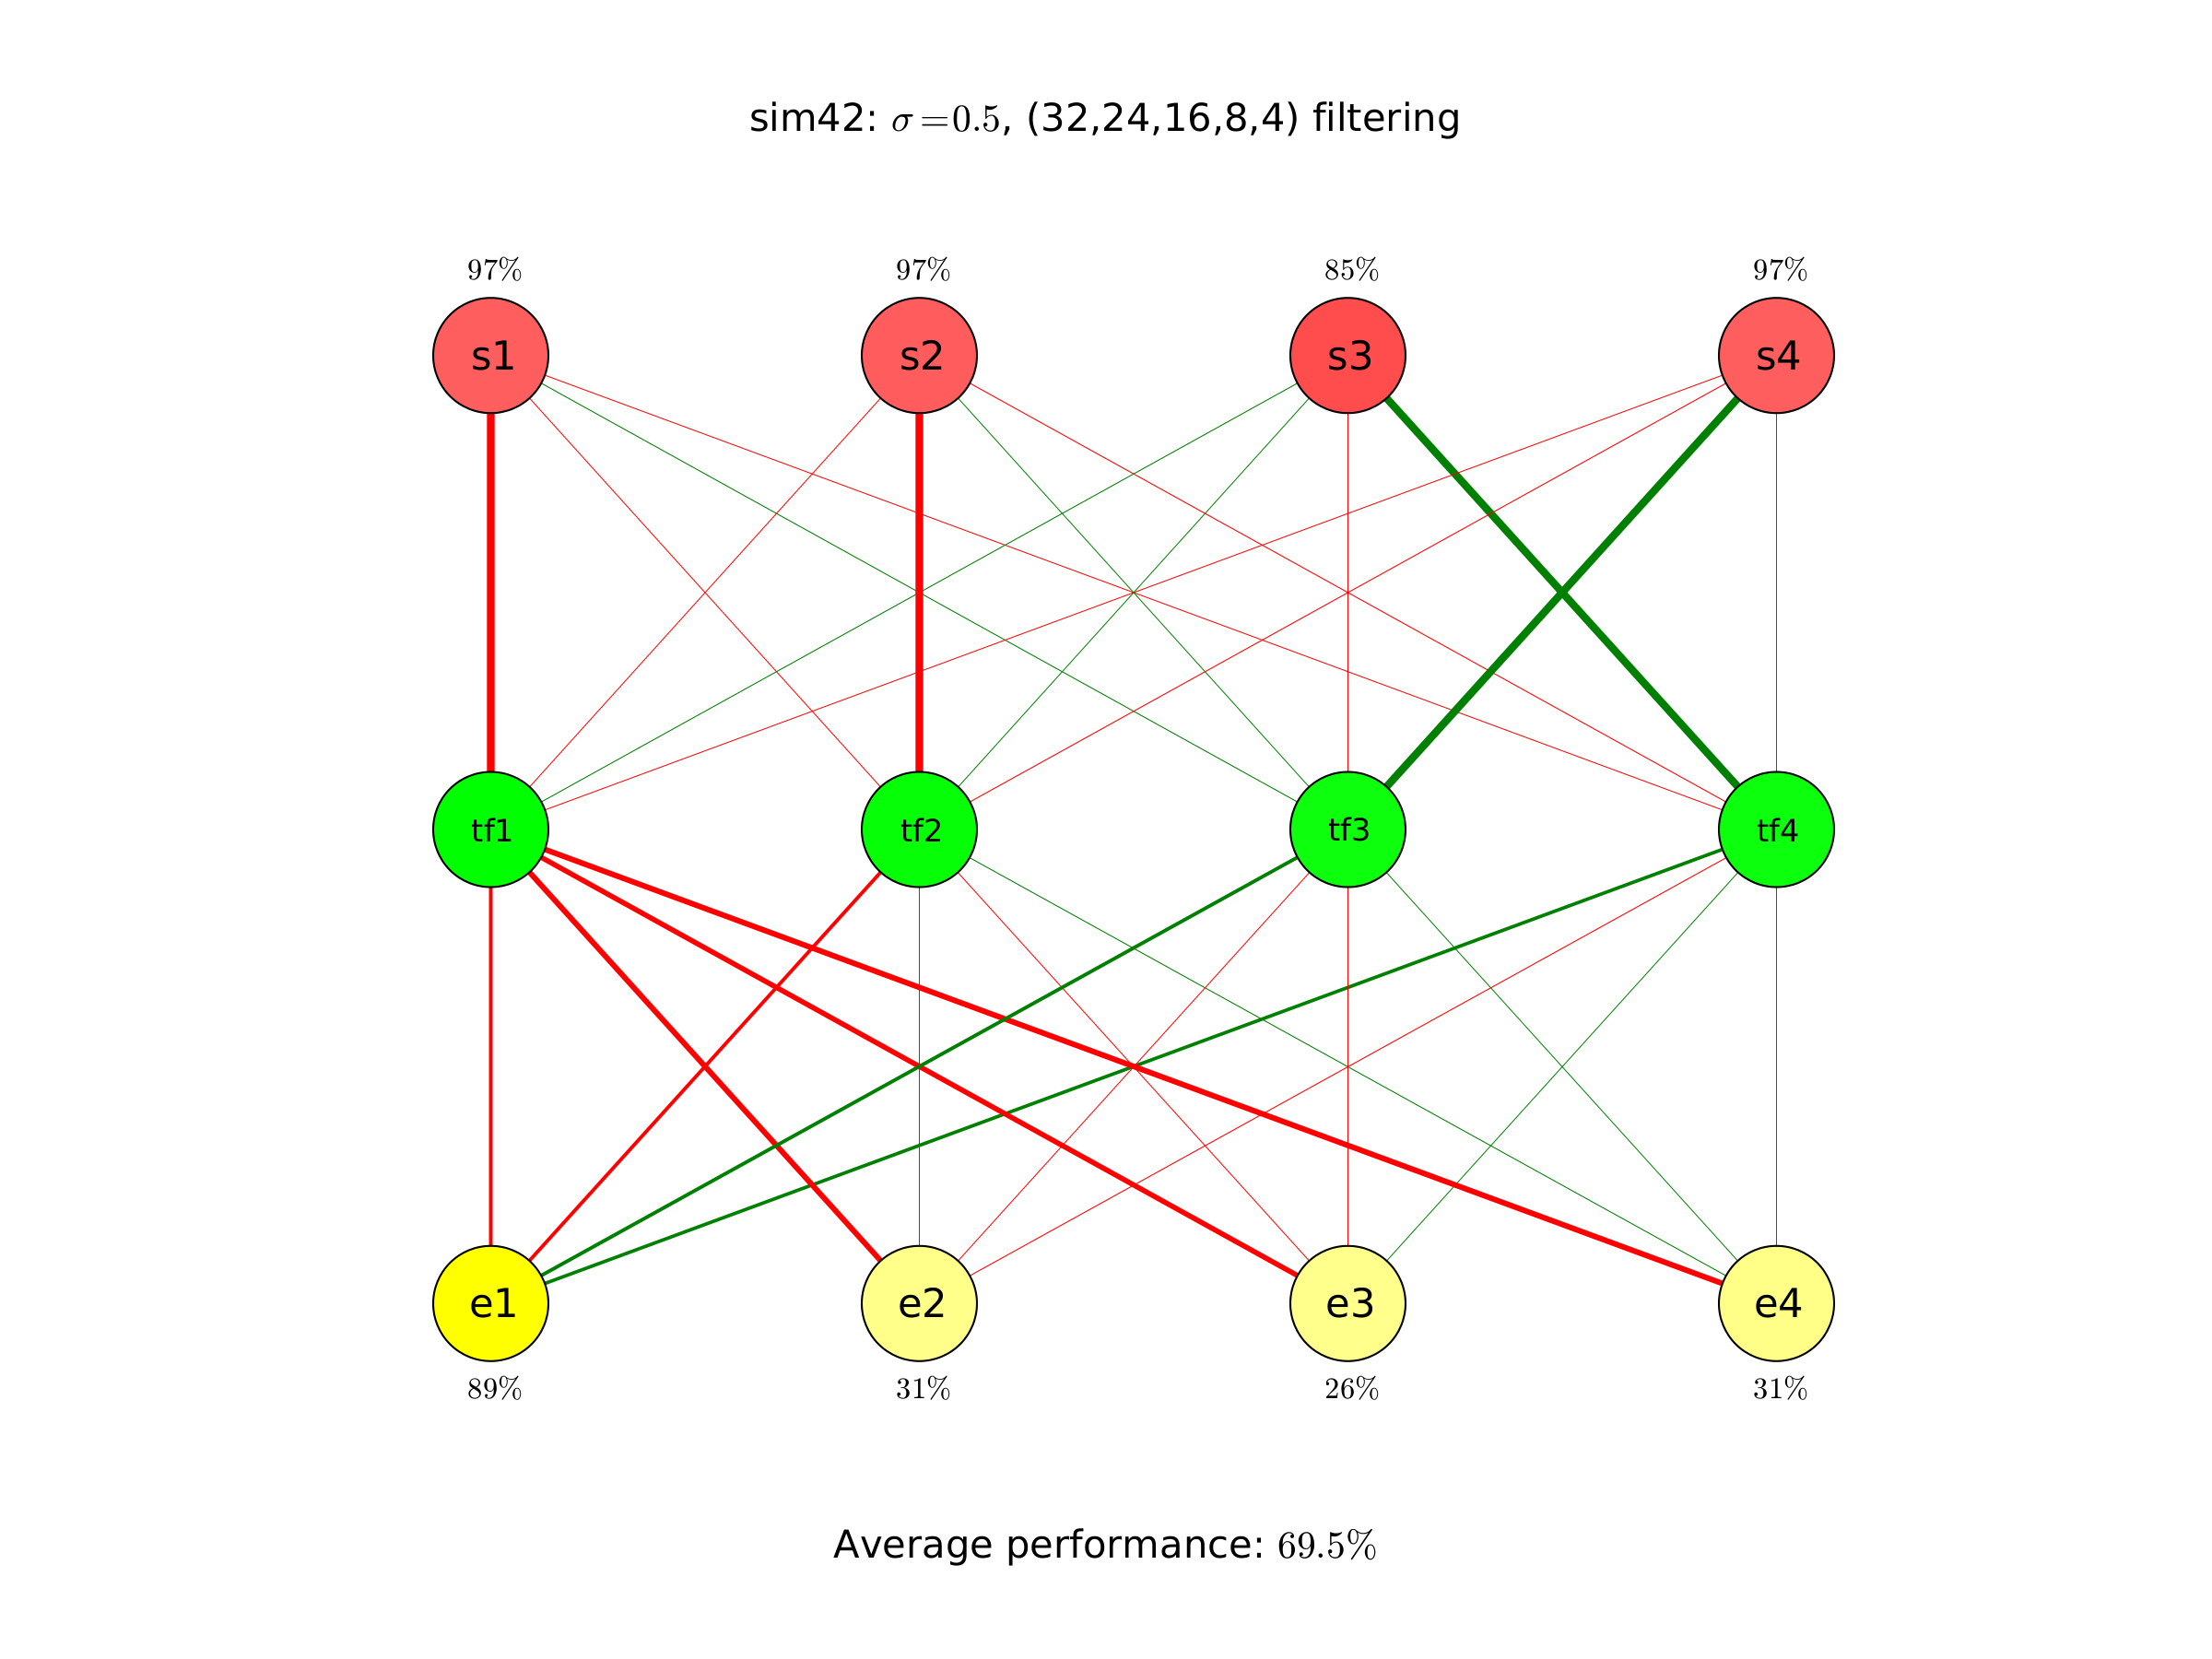 sim42: σ=0.5, (32,24,16,8,4) filtering
97% 97% 85% 97%
s1 s2 s3 s4
tf1 tf2 tf3 tf4
e1 e2 e3 e4
89% 31% 26% 31%
Average performance: 69.5%